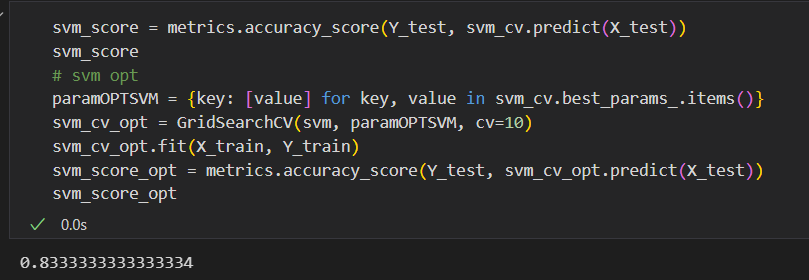 svm_score = metrics.accuracy_score(Y_test, svm_cv.predict(X_test))
svm_score
# svm opt
paramOPTSVM = {key: [value] for key, value in svm_cv.best_params_.items()}
svm_cv_opt = GridSearchCV(svm, paramOPTSVM, cv=10)
svm_cv_opt.fit(X_train, Y_train)
svm_score_opt = metrics.accuracy_score(Y_test, svm_cv_opt.predict(X_test))
svm_score_opt
0.0s
0.8333333333333334